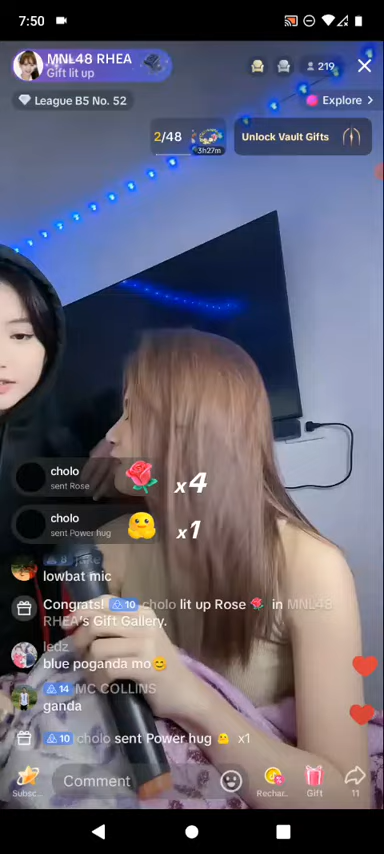 7:50
MNL48 RHEA
Gift lit up
219
League B5 No. 52
Explore >
2/48
3h27m
Unlock Vault Gifts
cholo
sent Rose
x4
cholo
sent Power hug
x1
lowbat mic
Congrats! 10 cholo lit up Rose 🌹 in MNL48
RHEA's Gift Gallery.
ledz
blue poganda mo😊
14 MC COLLINS
ganda
10 cholo sent Power hug x1
Comment
Subsc..
Rechar..
Gift
11